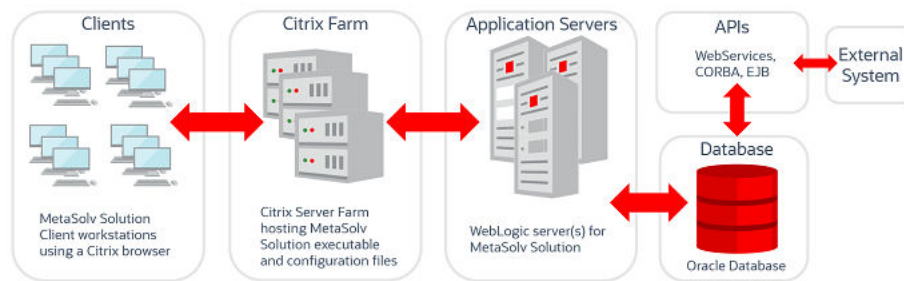 Clients
MetaSolv Solution
Client workstations
using a Citrix browser
Citrix Farm
Citrix Server Farm
hosting MetaSolv
Solution executable
and configuration files
Application Servers
WebLogic server(s) for
MetaSolv Solution
APIs
WebServices,
CORBA, EJB
External
System
Database
Oracle Database